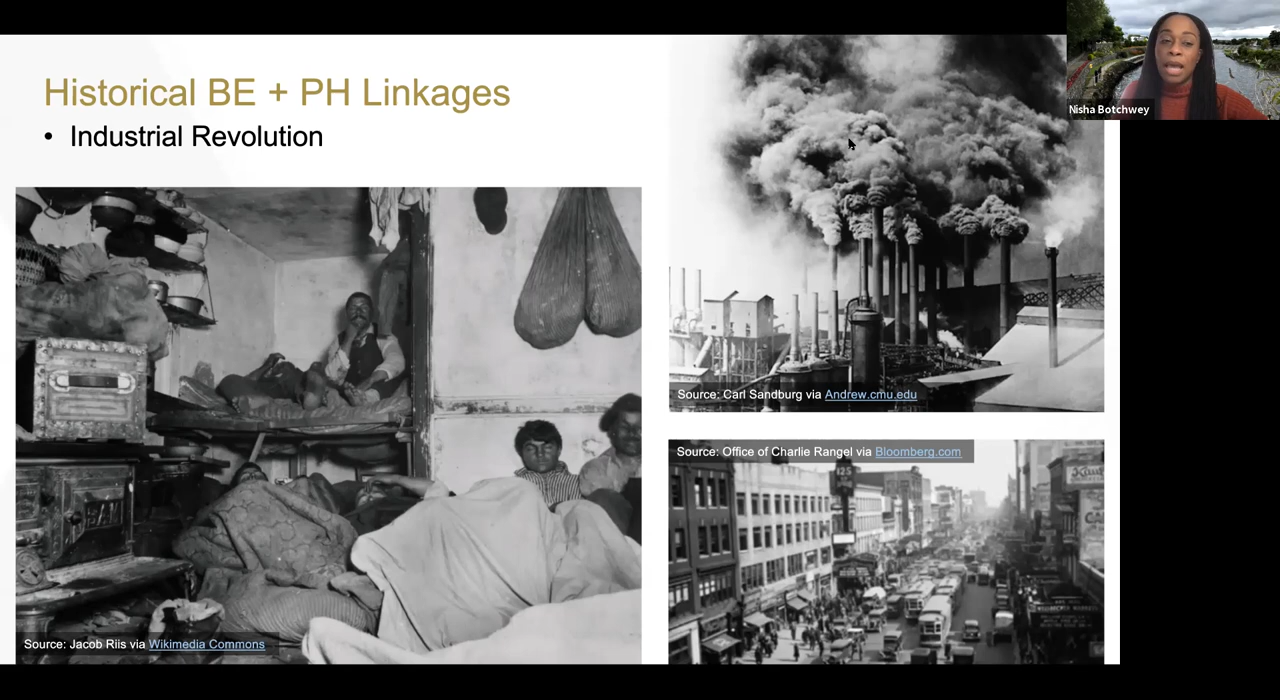 Historical BE + PH Linkages
• Industrial Revolution
Nisha Botchwey
Source: Carl Sandburg via Andrew.cmu.edu
Source: Office of Charlie Rangel via Bloomberg.com
125
Source: Jacob Riis via Wikimedia Commons